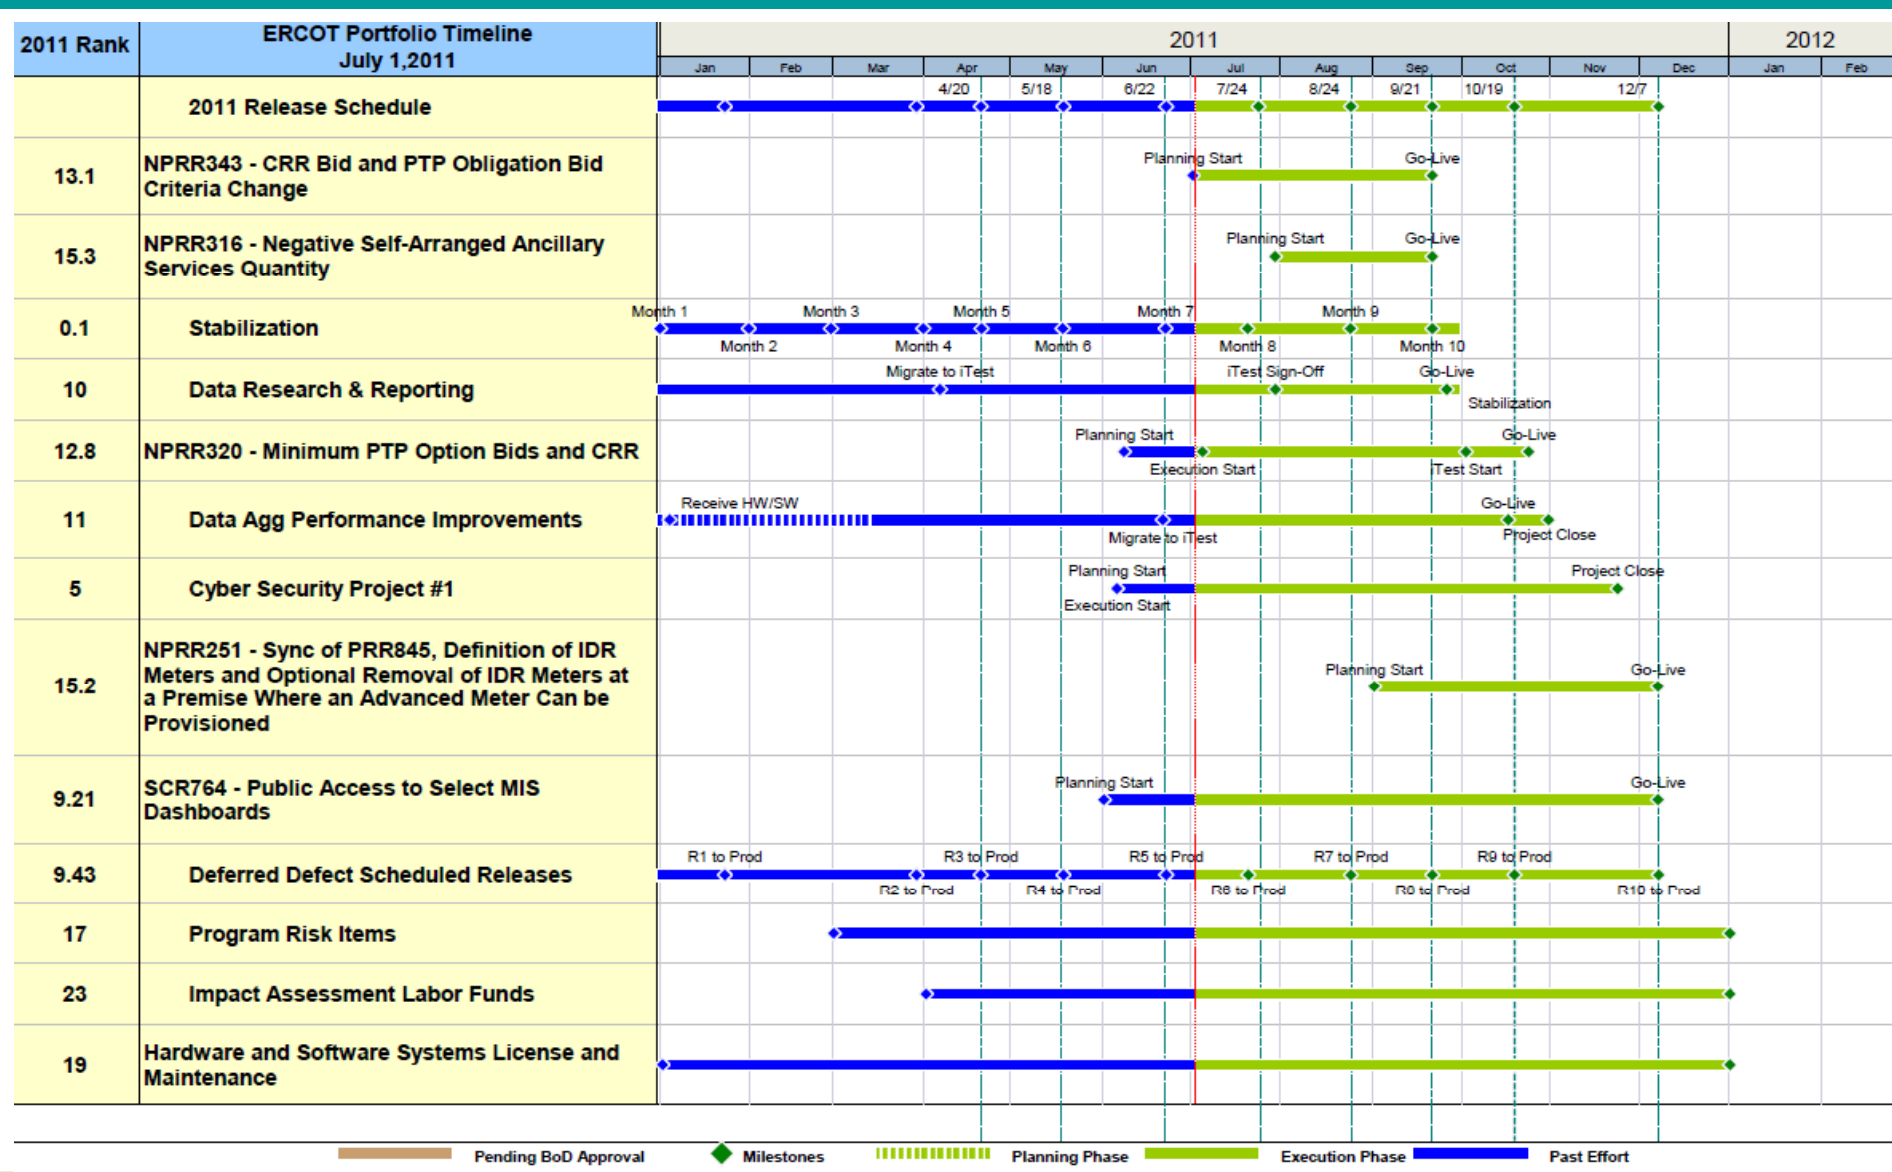 2011 Rank
ERCOT Portfolio Timeline
July 1,2011
2011
2012
Jan Feb Mar Apr May Jun Jul Aug Sep Oct Nov Dec Jan Feb
2011 Release Schedule
4/20 5/18 6/22 7/24 8/24 9/21 10/19 12/7
13.1
NPRR343 - CRR Bid and PTP Obligation Bid
Criteria Change
Planning Start Go-Live
15.3
NPRR316 - Negative Self-Arranged Ancillary
Services Quantity
Planning Start Go-Live
0.1
Stabilization
Month 1 Month 3 Month 5 Month 7 Month 9
Month 2 Month 4 Month 6 Month 8 Month 10
10
Data Research & Reporting
Migrate to iTest iTest Sign-Off Go-Live
Stabilization
12.8
NPRR320 - Minimum PTP Option Bids and CRR
Planning Start Go-Live
Execution Start iTest Start
11
Data Agg Performance Improvements
Receive HW/SW Go-Live
Migrate to iTest Project Close
5
Cyber Security Project #1
Planning Start Project Close
Execution Start
15.2
NPRR251 - Sync of PRR845, Definition of IDR
Meters and Optional Removal of IDR Meters at
a Premise Where an Advanced Meter Can be
Provisioned
Planning Start Go-Live
9.21
SCR764 - Public Access to Select MIS
Dashboards
Planning Start Go-Live
9.43
Deferred Defect Scheduled Releases
R1 to Prod R3 to Prod R5 to Prod R7 to Prod R9 to Prod
R2 to Prod R4 to Prod R6 to Prod R8 to Prod R10 to Prod
17
Program Risk Items
23
Impact Assessment Labor Funds
19
Hardware and Software Systems License and
Maintenance
Pending BoD Approval Milestones Planning Phase Execution Phase Past Effort